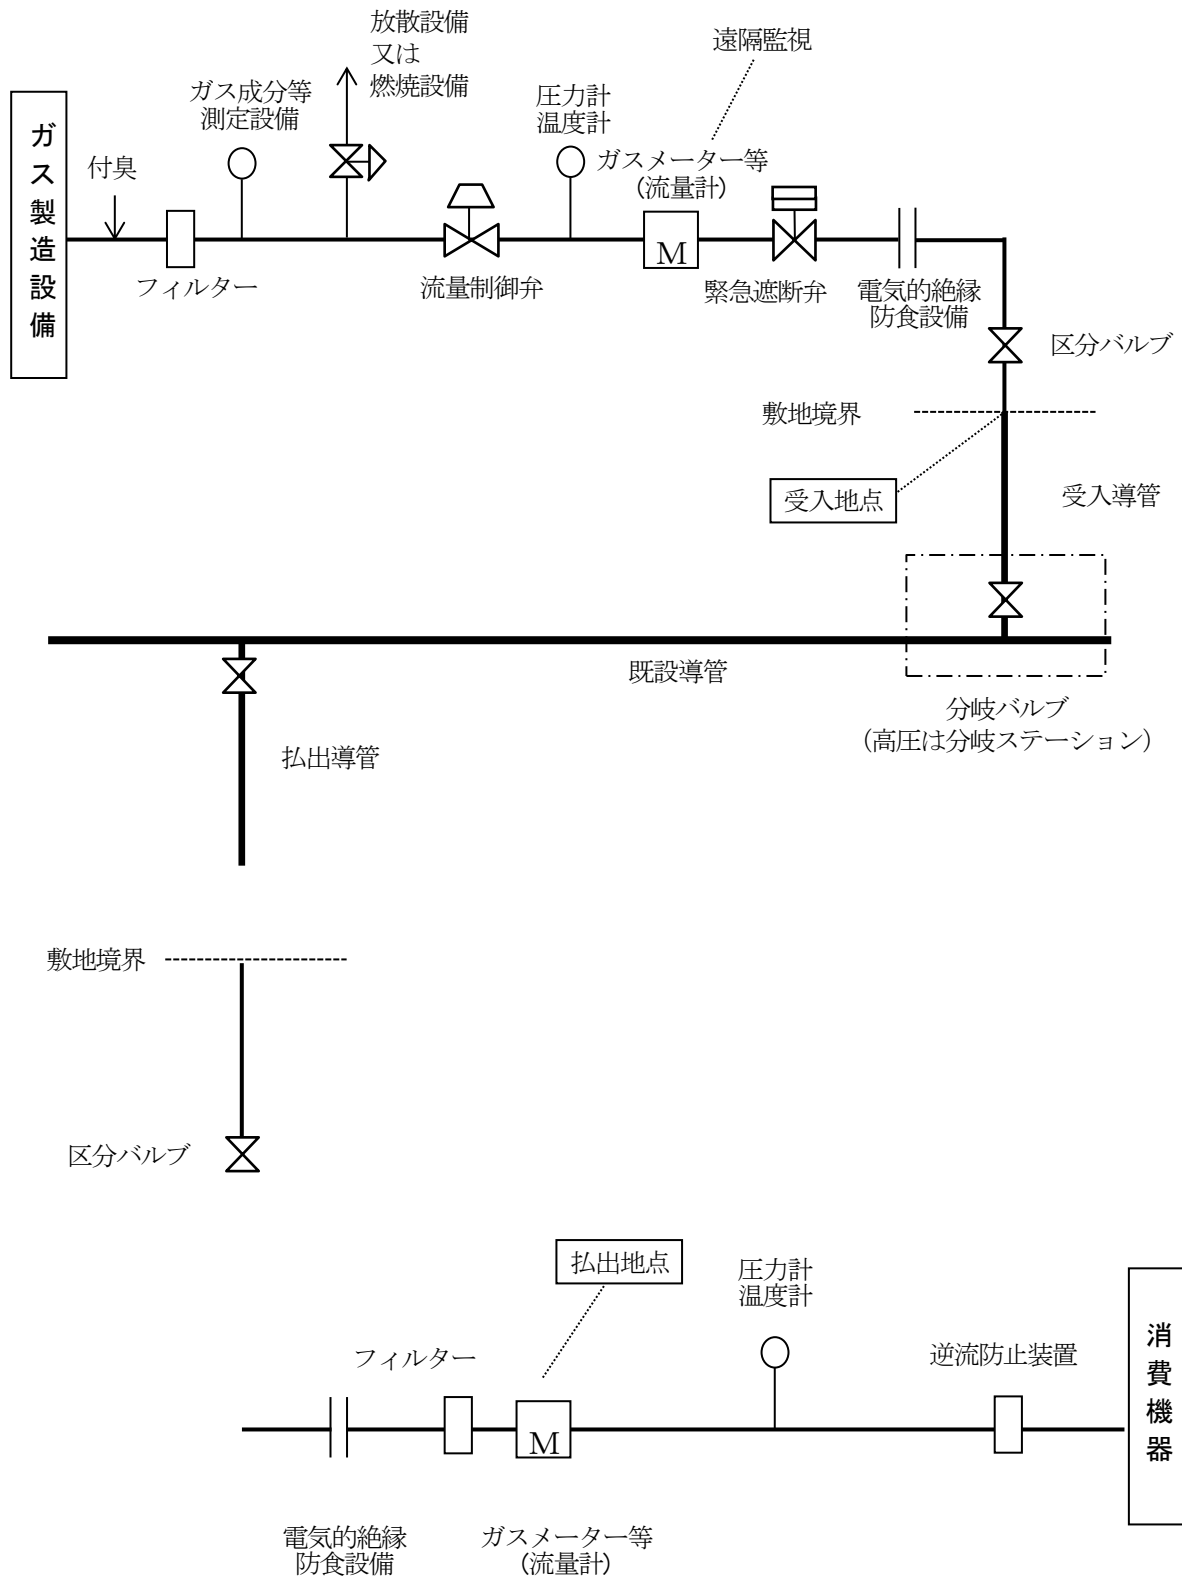 放散設備
又は
燃焼設備
遠隔監視
ガス成分等
測定設備
圧力計
温度計
ガスメーター等
(流量計)
ガス製造設備
付臭
M
フィルター
流量制御弁
緊急遮断弁
電気的絶縁
防食設備
区分バルブ
敷地境界
受入地点
受入導管
既設導管
分岐バルブ
(高圧は分岐ステーション)
払出導管
敷地境界
区分バルブ
払出地点
圧力計
温度計
フィルター
逆流防止装置
消費機器
M
電気的絶縁
防食設備
ガスメーター等
(流量計)